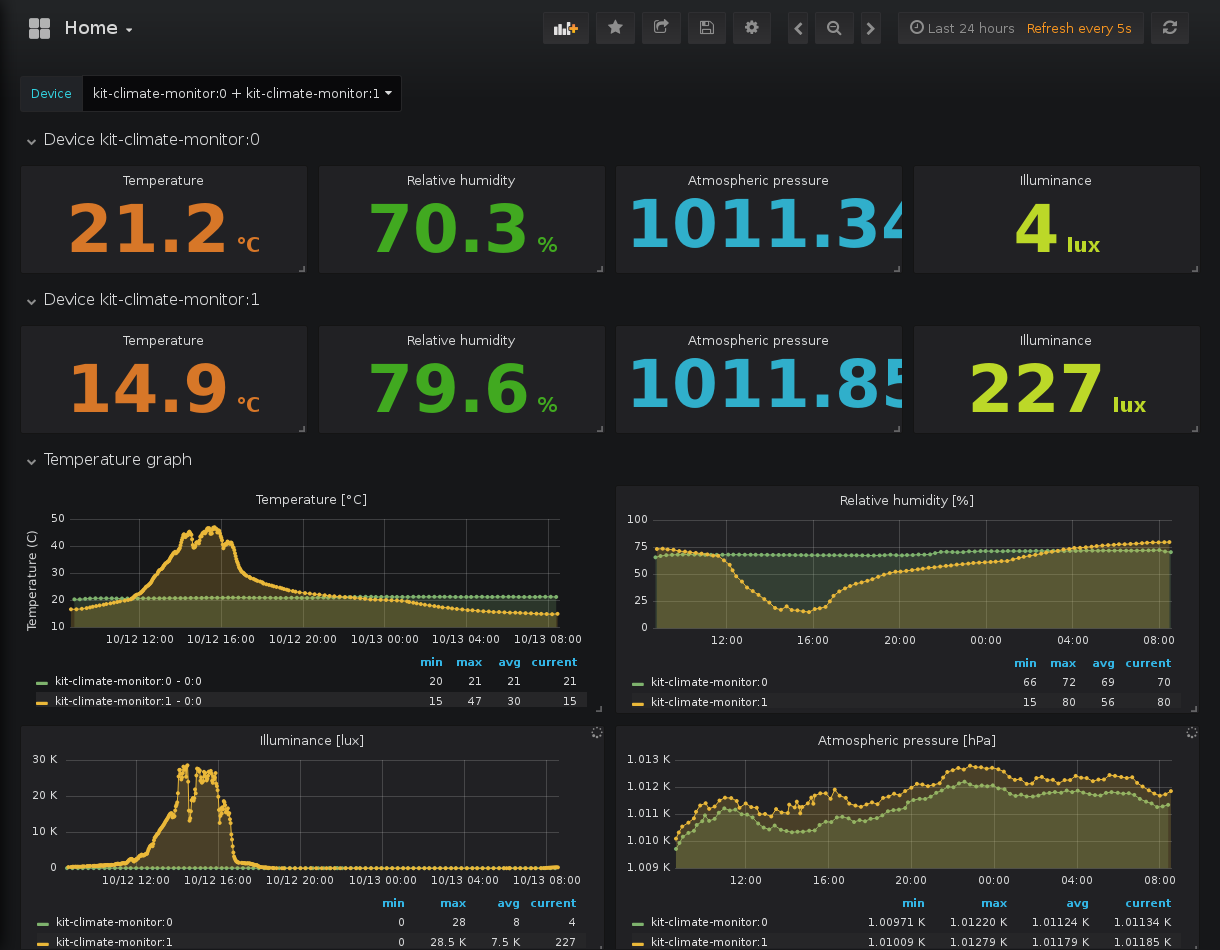 Home
Last 24 hours Refresh every 5s
Device kit-climate-monitor:0 + kit-climate-monitor:1
Device kit-climate-monitor:0
Temperature Relative humidity Atmospheric pressure Illuminance
21.2 °C 70.3 % 1011.34 4 lux
Device kit-climate-monitor:1
Temperature Relative humidity Atmospheric pressure Illuminance
14.9 °C 79.6 % 1011.85 227 lux
Temperature graph
Temperature [°C]
Temperature (C)
50
40
30
20
10
10/12 12:00 10/12 16:00 10/12 20:00 10/13 00:00 10/13 04:00 10/13 08:00
min max avg current
kit-climate-monitor:0 - 0:0 20 21 21 21
kit-climate-monitor:1 - 0:0 15 47 30 15
Relative humidity [%]
100
75
50
25
0
12:00 16:00 20:00 00:00 04:00 08:00
min max avg current
kit-climate-monitor:0 66 72 69 70
kit-climate-monitor:1 15 80 56 80
Illuminance [lux]
30 K
20 K
10 K
0
10/12 12:00 10/12 16:00 10/12 20:00 10/13 00:00 10/13 04:00 10/13 08:00
min max avg current
kit-climate-monitor:0 0 28 8 4
kit-climate-monitor:1 0 28.5 K 7.5 K 227
Atmospheric pressure [hPa]
1.013 K
1.012 K
1.011 K
1.010 K
1.009 K
12:00 16:00 20:00 00:00 04:00 08:00
min max avg current
kit-climate-monitor:0 1.00971 K 1.01220 K 1.01124 K 1.01134 K
kit-climate-monitor:1 1.01009 K 1.01279 K 1.01179 K 1.01185 K